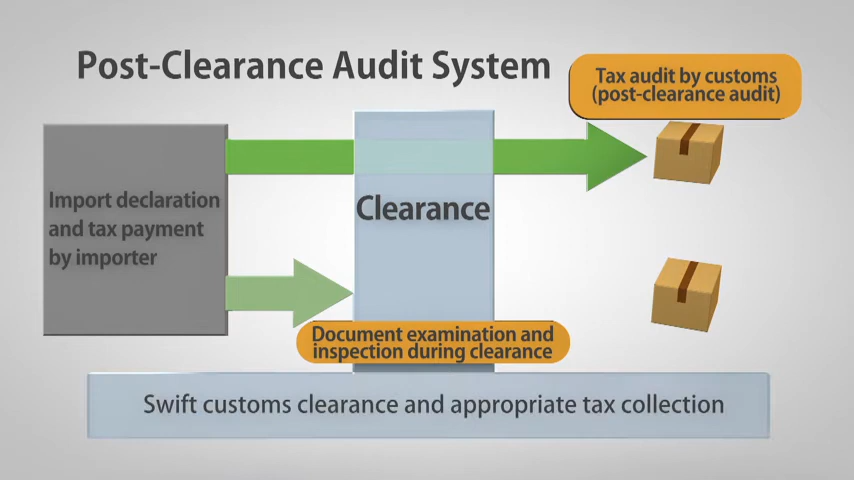 Post-Clearance Audit System
Tax audit by customs
(post-clearance audit)
Import declaration
and tax payment
by importer
Clearance
Document examination and
inspection during clearance
Swift customs clearance and appropriate tax collection